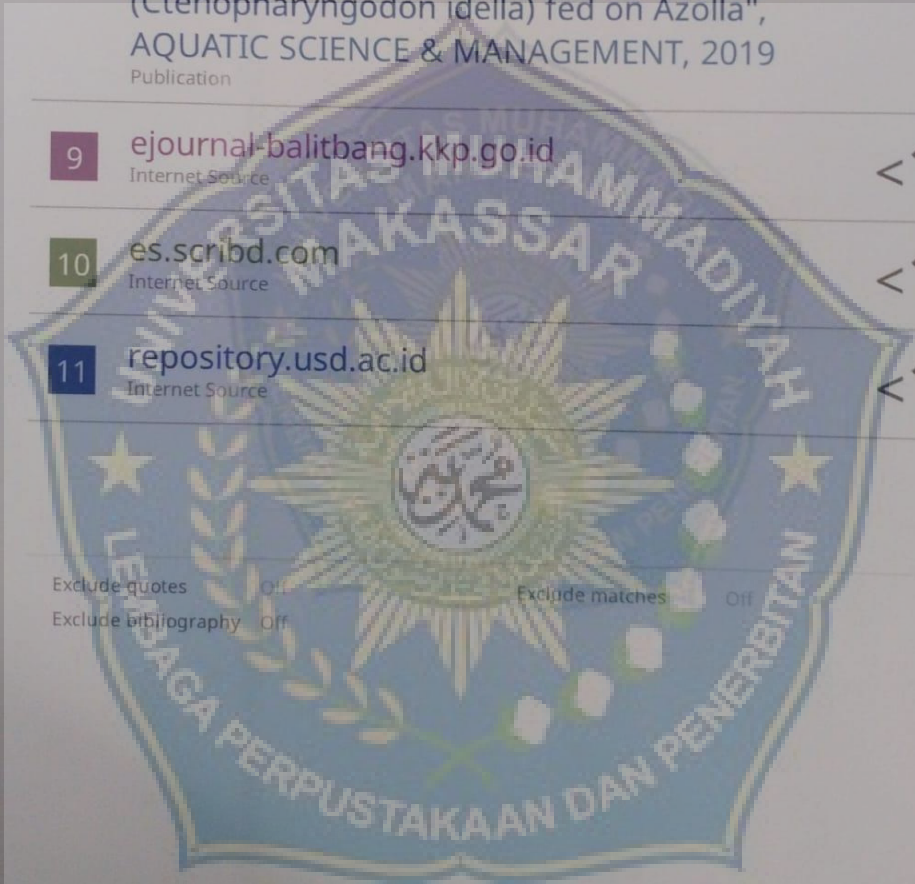 (Ctenopharyngodon idella) fed on Azolla",
AQUATIC SCIENCE & MANAGEMENT, 2019
Publication
9 ejournal-balitbang.kkp.go.id <
Internet Source
10 es.scribd.com <
Internet Source
11 repository.usd.ac.id <
Internet Source
Exclude quotes Off
Exclude matches Off
Exclude bibliography Off
UNIVERSITAS MUHAMMADIYAH
MAKASSAR
LEMBAGA PERPUSTAKAAN DAN PENERBITAN